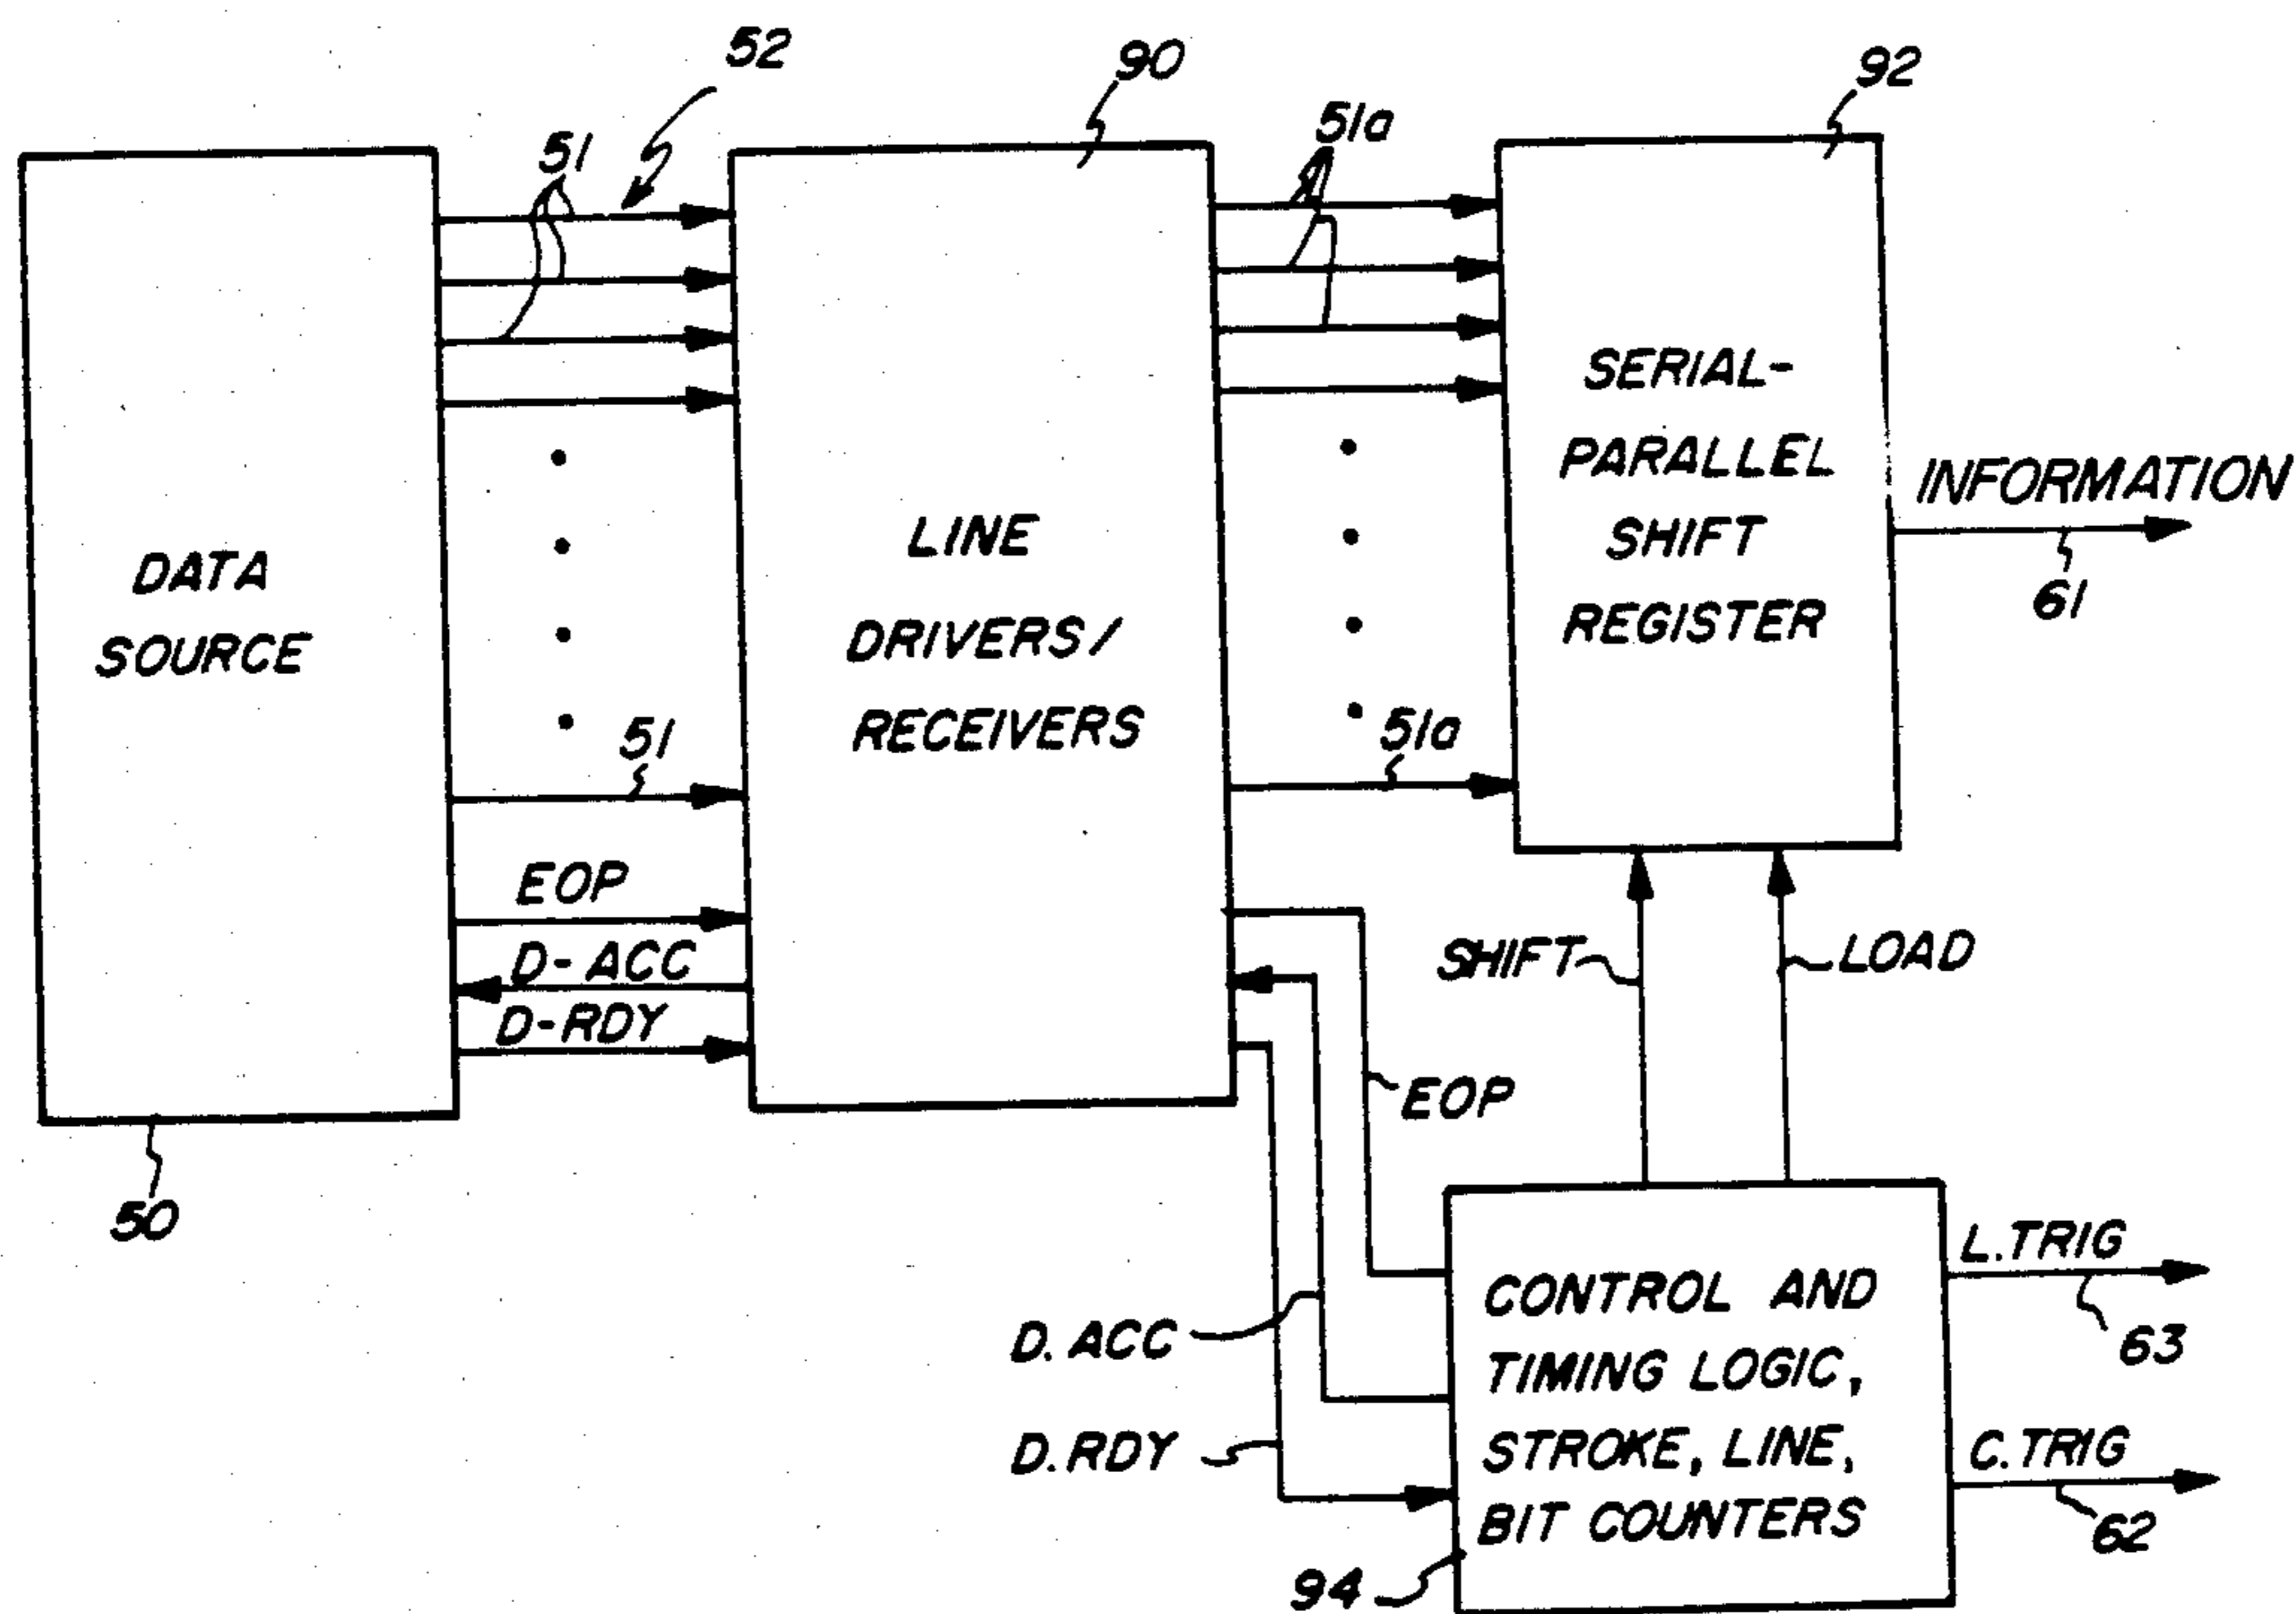 52
90
92
51
51a
DATA
SOURCE
LINE
DRIVERS/
RECEIVERS
SERIAL-
PARALLEL
SHIFT
REGISTER
INFORMATION
61
51
51a
EOP
D-ACC
D-RDY
50
SHIFT
LOAD
EOP
D. ACC
D. RDY
CONTROL AND
TIMING LOGIC,
STROKE, LINE,
BIT COUNTERS
94
L.TRIG
63
C.TRIG
62